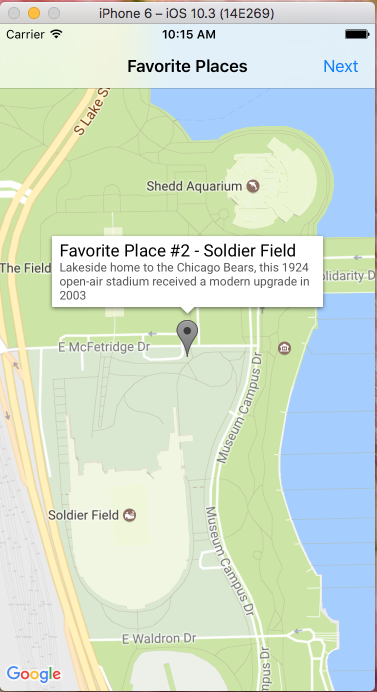 iPhone 6 – iOS 10.3 (14E269)
Carrier 10:15 AM
Favorite Places Next
S Lake S
Shedd Aquarium
Favorite Place #2 - Soldier Field
Lakeside home to the Chicago Bears, this 1924
open-air stadium received a modern upgrade in
2003
The Field
olidarity D
E McFetridge Dr
Museum Campus Dr
Soldier Field
Museum Campus Dr
E Waldron Dr
mpus Dr
Google